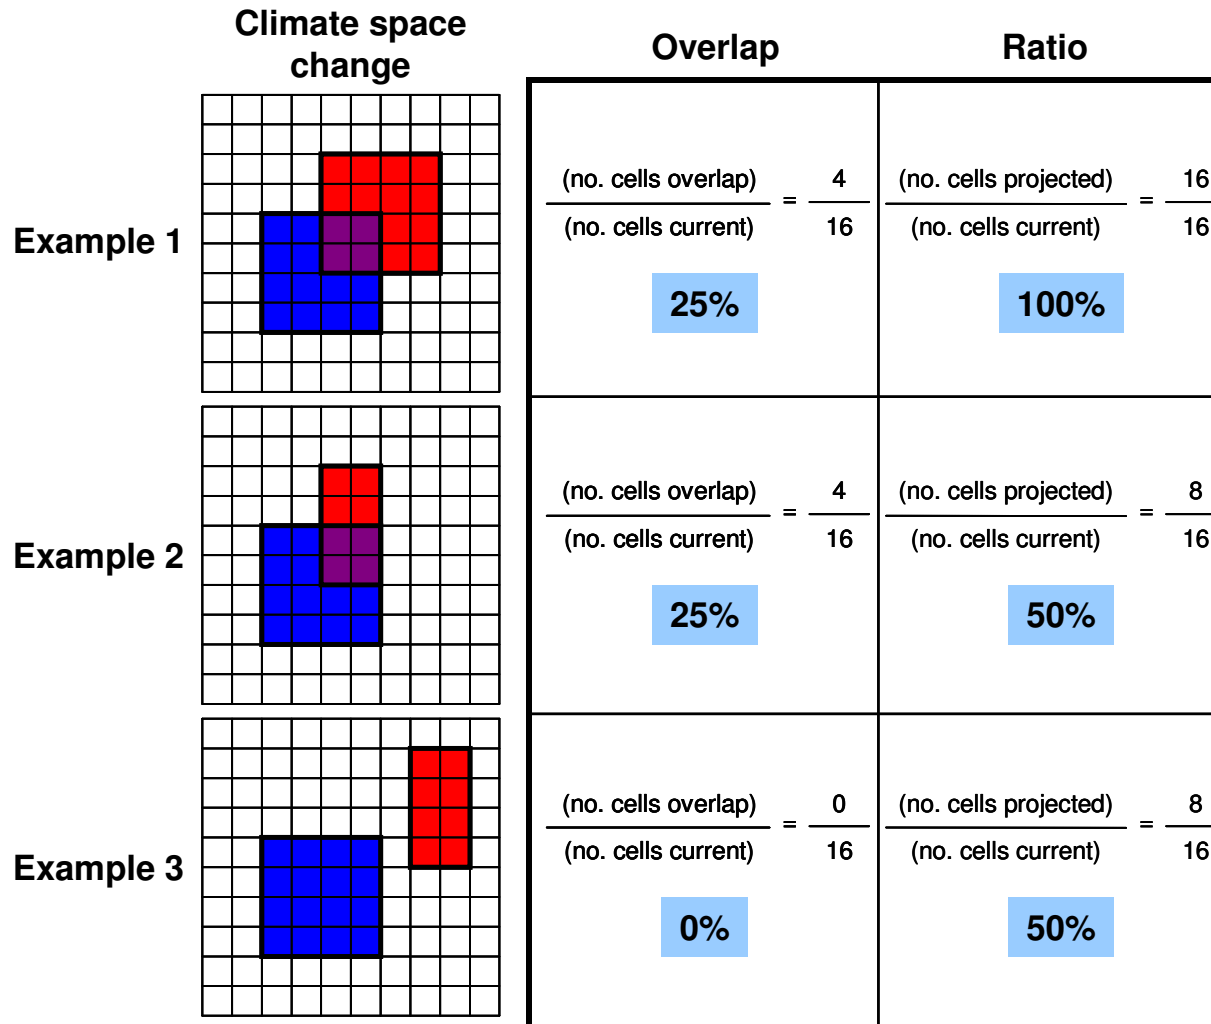 Climate space
change
Overlap
Ratio
Example 1
(no. cells overlap)
(no. cells current)
=
4
16
25%
(no. cells projected)
(no. cells current)
=
16
16
100%
Example 2
(no. cells overlap)
(no. cells current)
=
4
16
25%
(no. cells projected)
(no. cells current)
=
8
16
50%
Example 3
(no. cells overlap)
(no. cells current)
=
0
16
0%
(no. cells projected)
(no. cells current)
=
8
16
50%